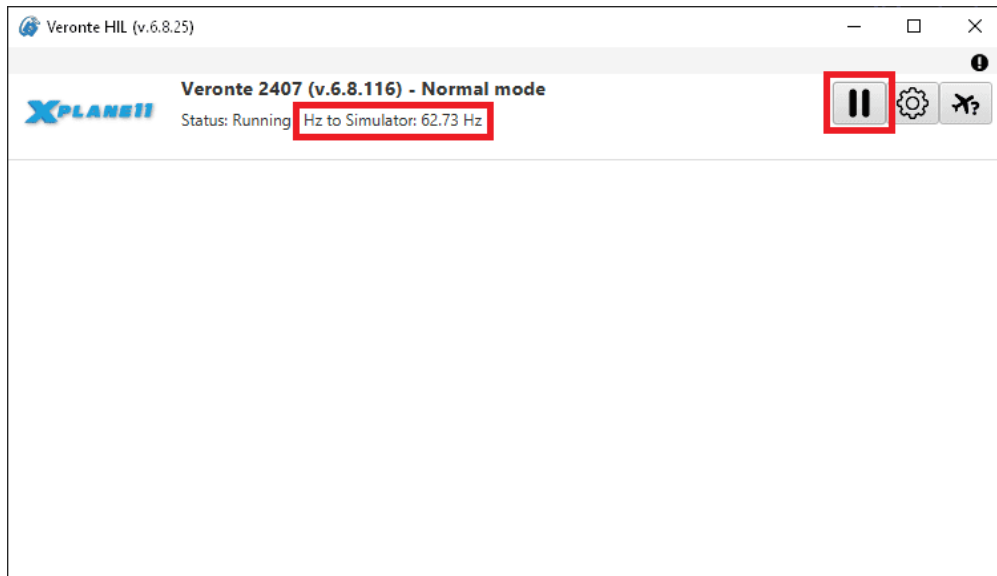 Veronte HIL (v.6.8.25)
XPLANE11
Veronte 2407 (v.6.8.116) - Normal mode
Status: Running Hz to Simulator: 62.73 Hz